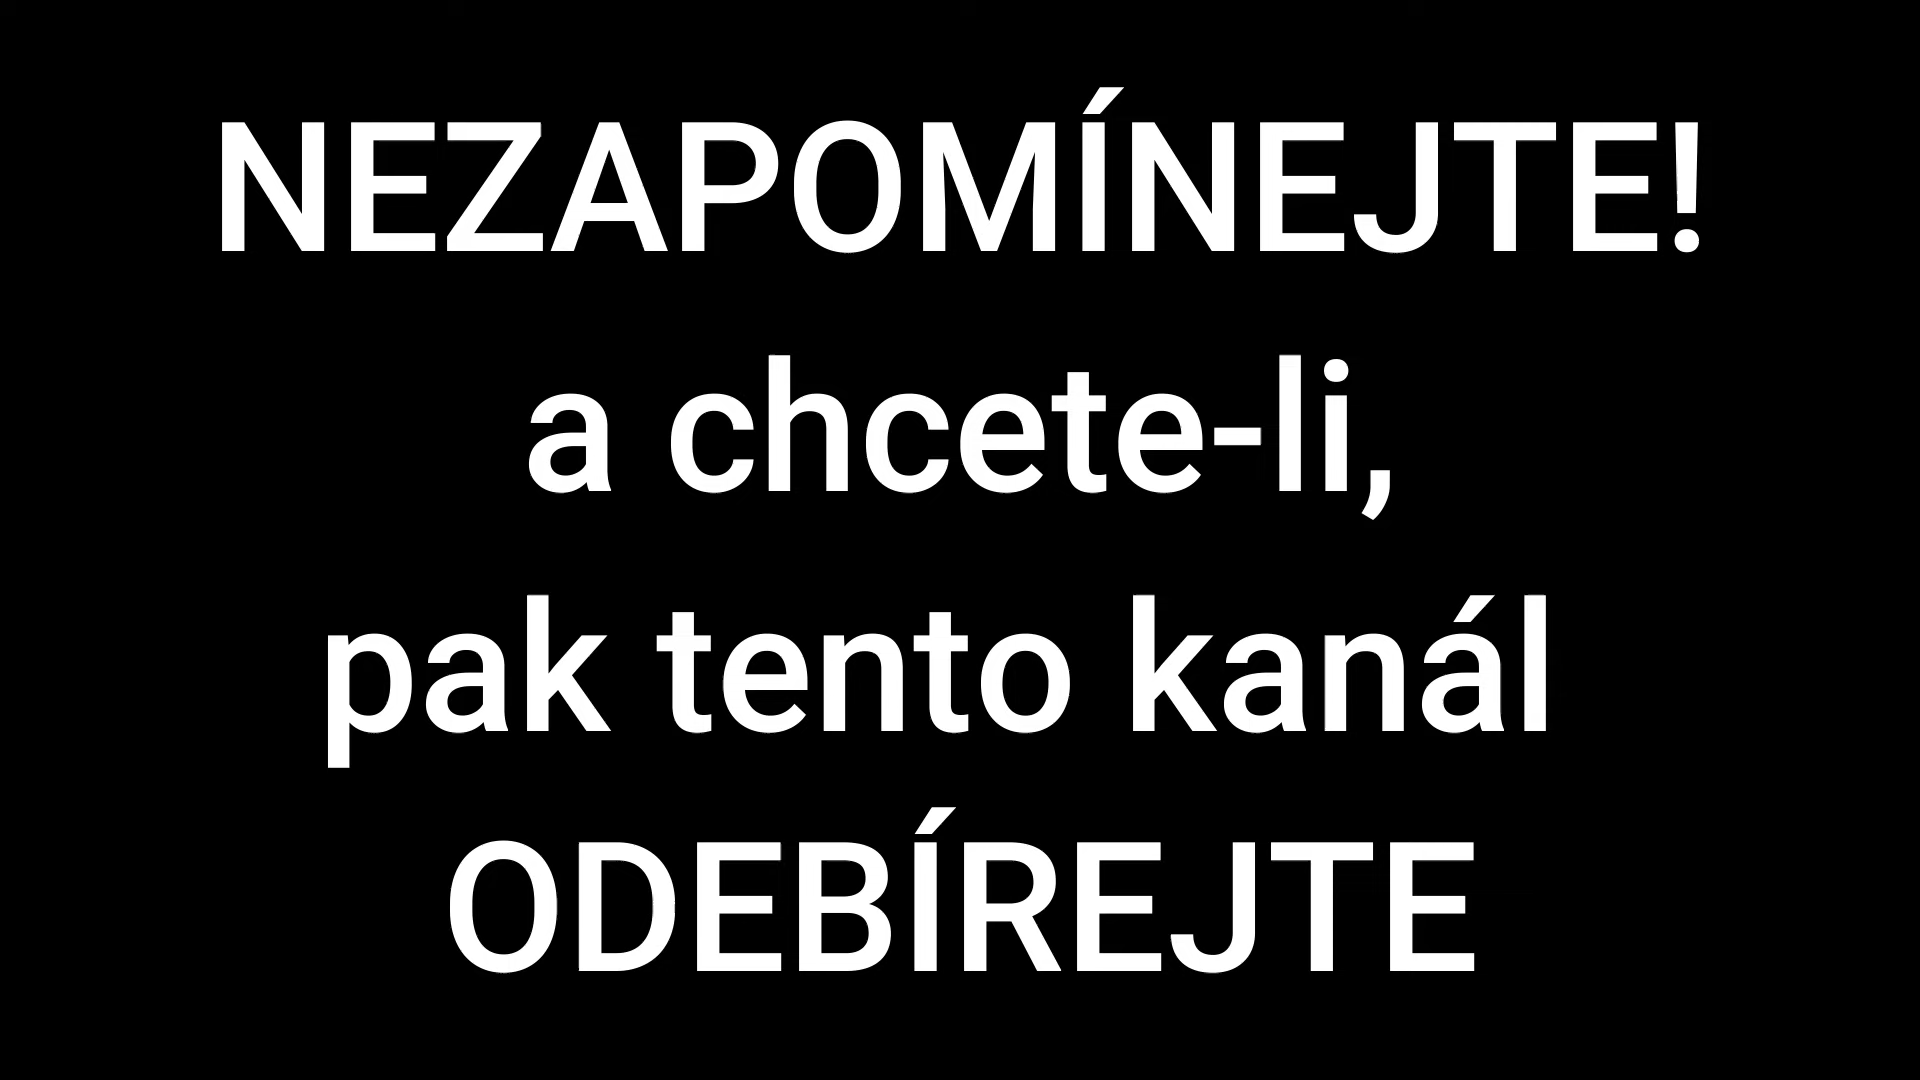 NEZAPOMÍNEJTE!
a chcete-li,
pak tento kanál
ODEBÍREJTE